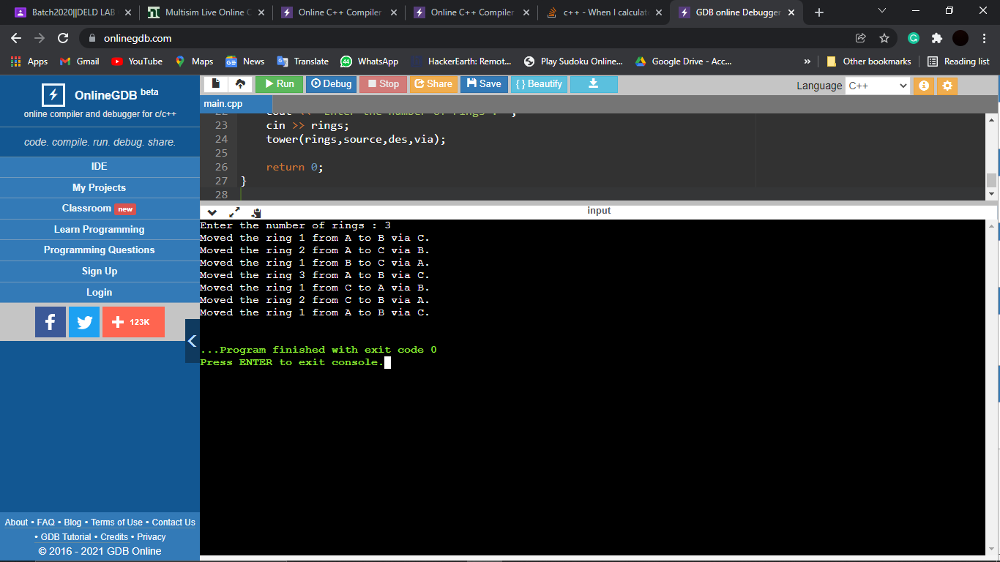 Batch2020||DELD LAB
Multisim Live Online C
Online C++ Compiler
Online C++ Compiler
c++ - When I calculat
GDB online Debugger
onlinegdb.com
Apps
Gmail
YouTube
Maps
News
Translate
WhatsApp
HackerEarth: Remot...
Play Sudoku Online...
Google Drive - Acc...
»
Other bookmarks
Reading list
OnlineGDB beta
online compiler and debugger for c/c++
code. compile. run. debug. share.
IDE
My Projects
Classroom new
Learn Programming
Programming Questions
Sign Up
Login
123K
About • FAQ • Blog • Terms of Use • Contact Us
• GDB Tutorial • Credits • Privacy
© 2016 - 2021 GDB Online
Run
Debug
Stop
Share
Save
{ } Beautify
Language C++
main.cpp
22 cout << "Enter the number of rings : ";
23 cin >> rings;
24 tower(rings,source,des,via);
25
26 return 0;
27 }
28
input
Enter the number of rings : 3
Moved the ring 1 from A to B via C.
Moved the ring 2 from A to C via B.
Moved the ring 1 from B to C via A.
Moved the ring 3 from A to B via C.
Moved the ring 1 from C to A via B.
Moved the ring 2 from C to B via A.
Moved the ring 1 from A to B via C.
...Program finished with exit code 0
Press ENTER to exit console.